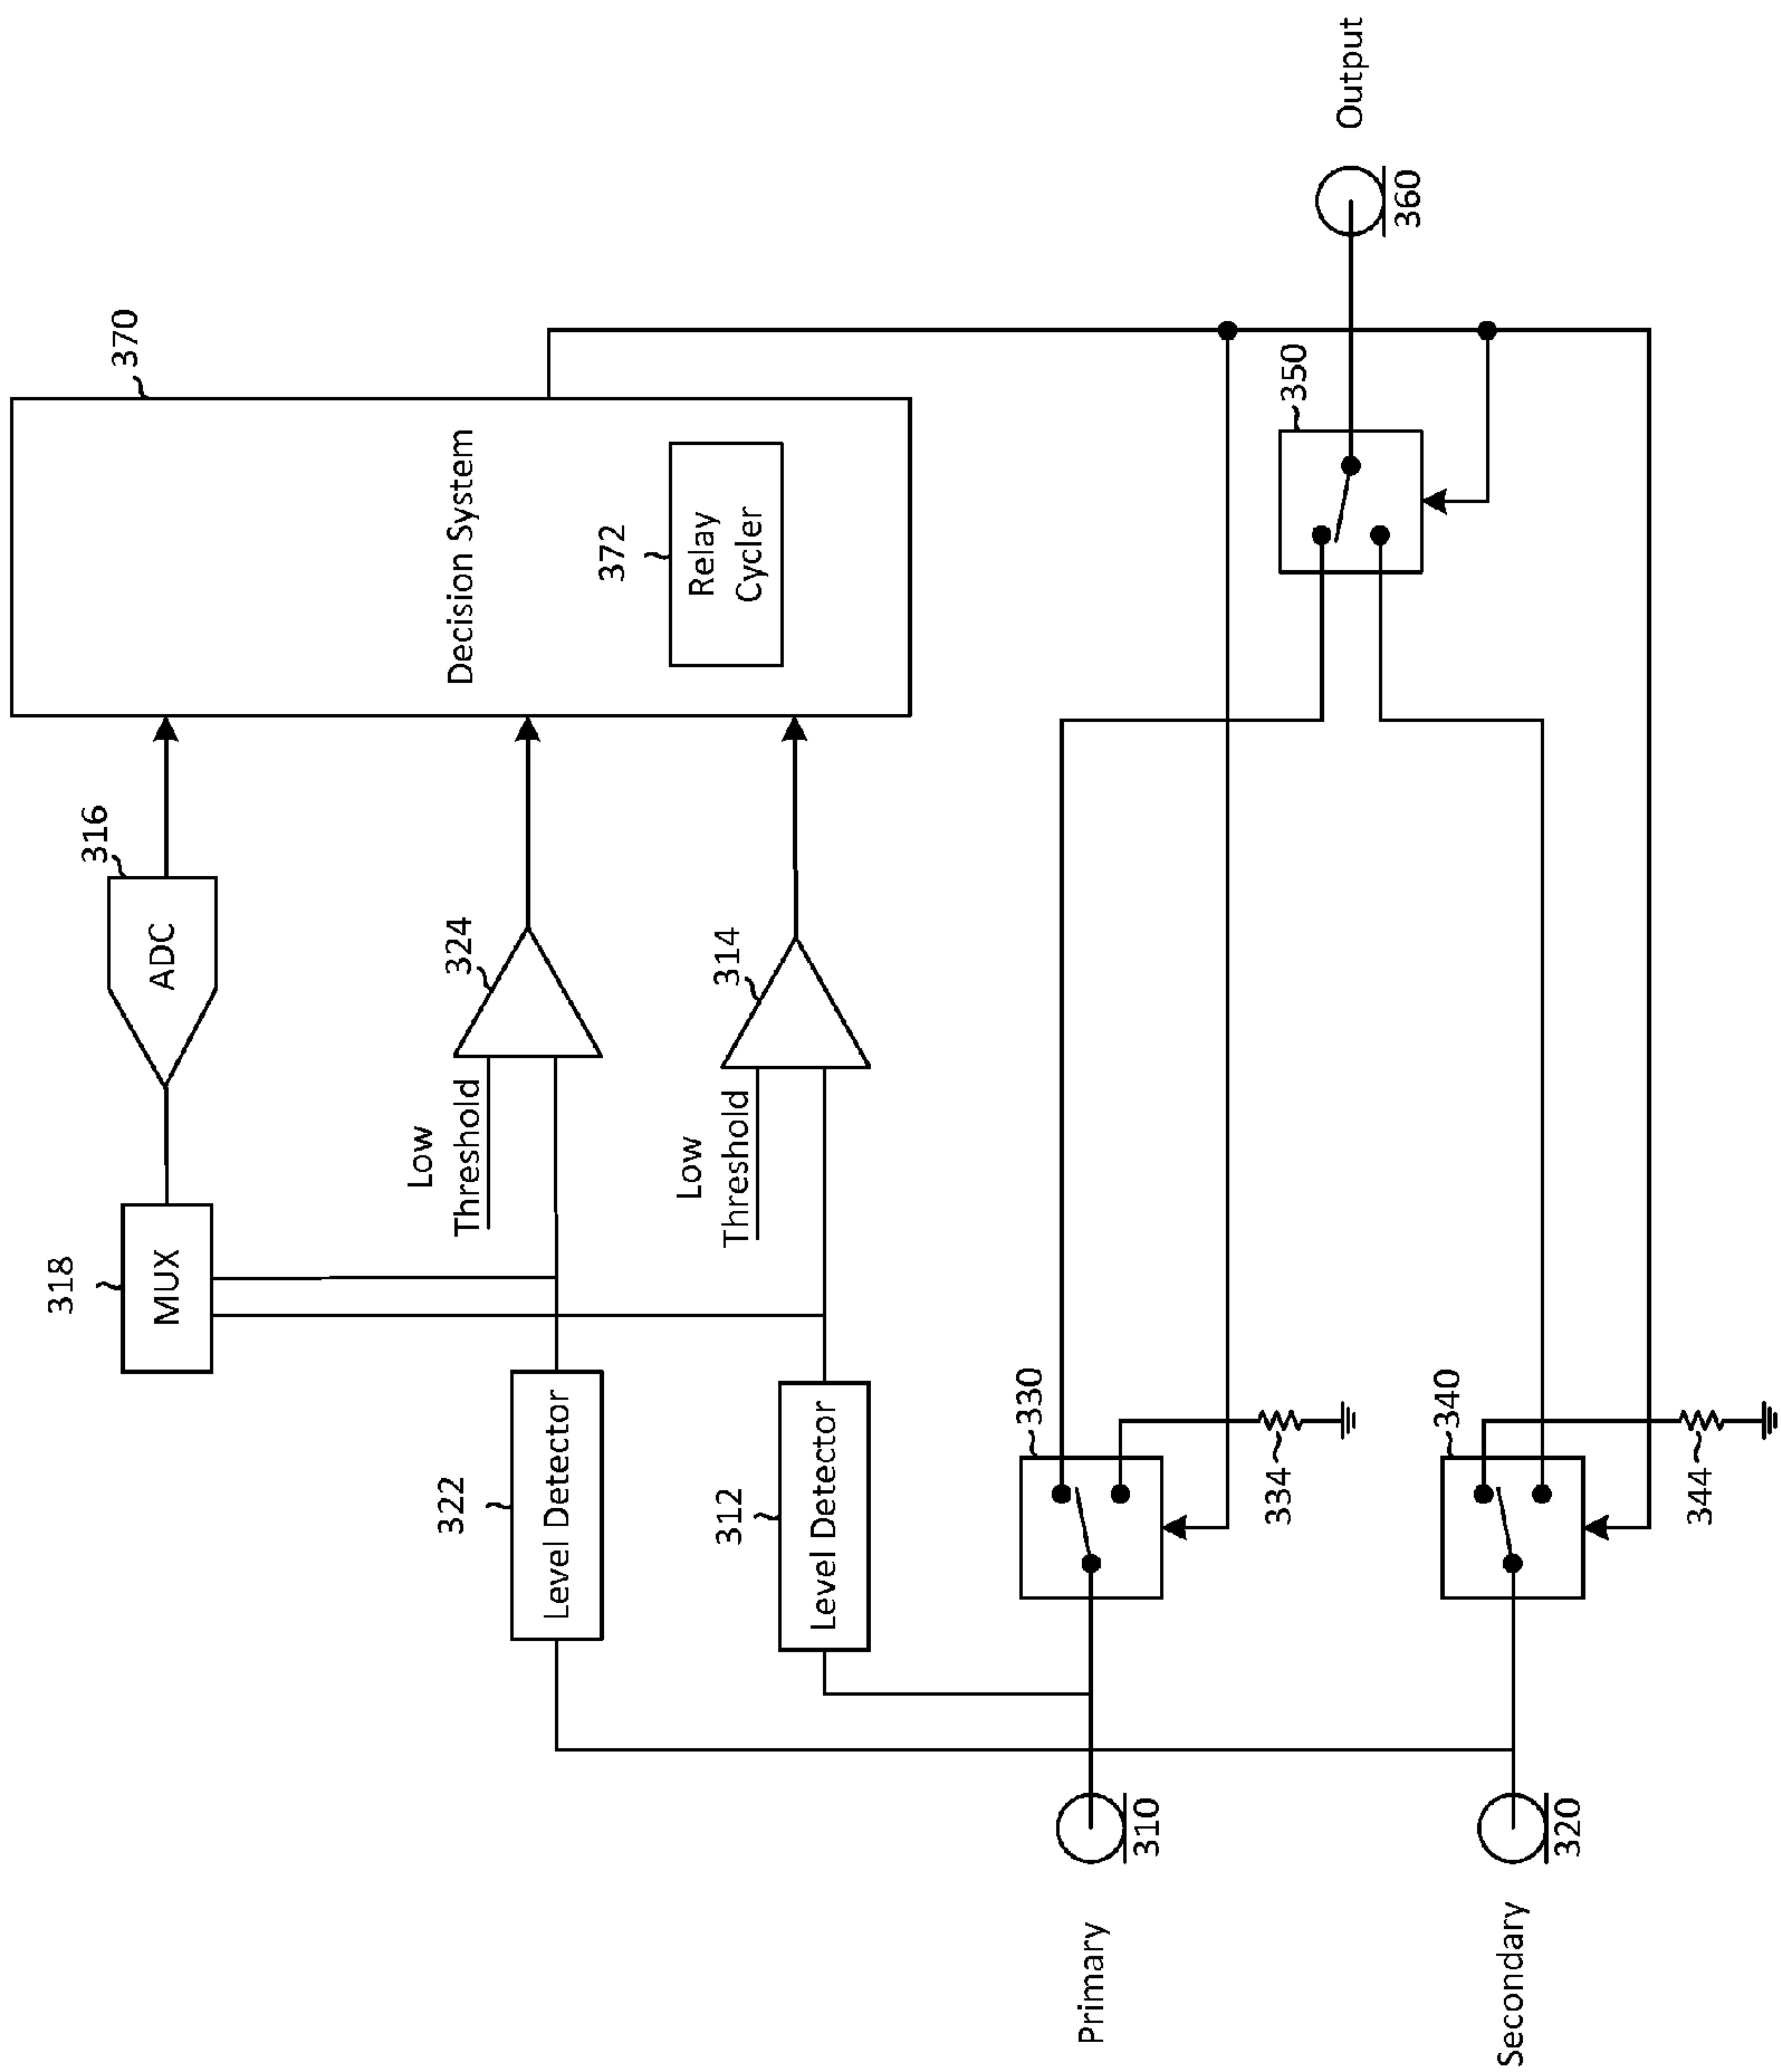 370
318
MUX
316
ADC
Decision System
322
Level Detector
Low
Threshold
324
372
Relay
Cycler
312
Level Detector
Low
Threshold
314
Primary
310
330
334
350
Output
360
Secondary
320
340
344